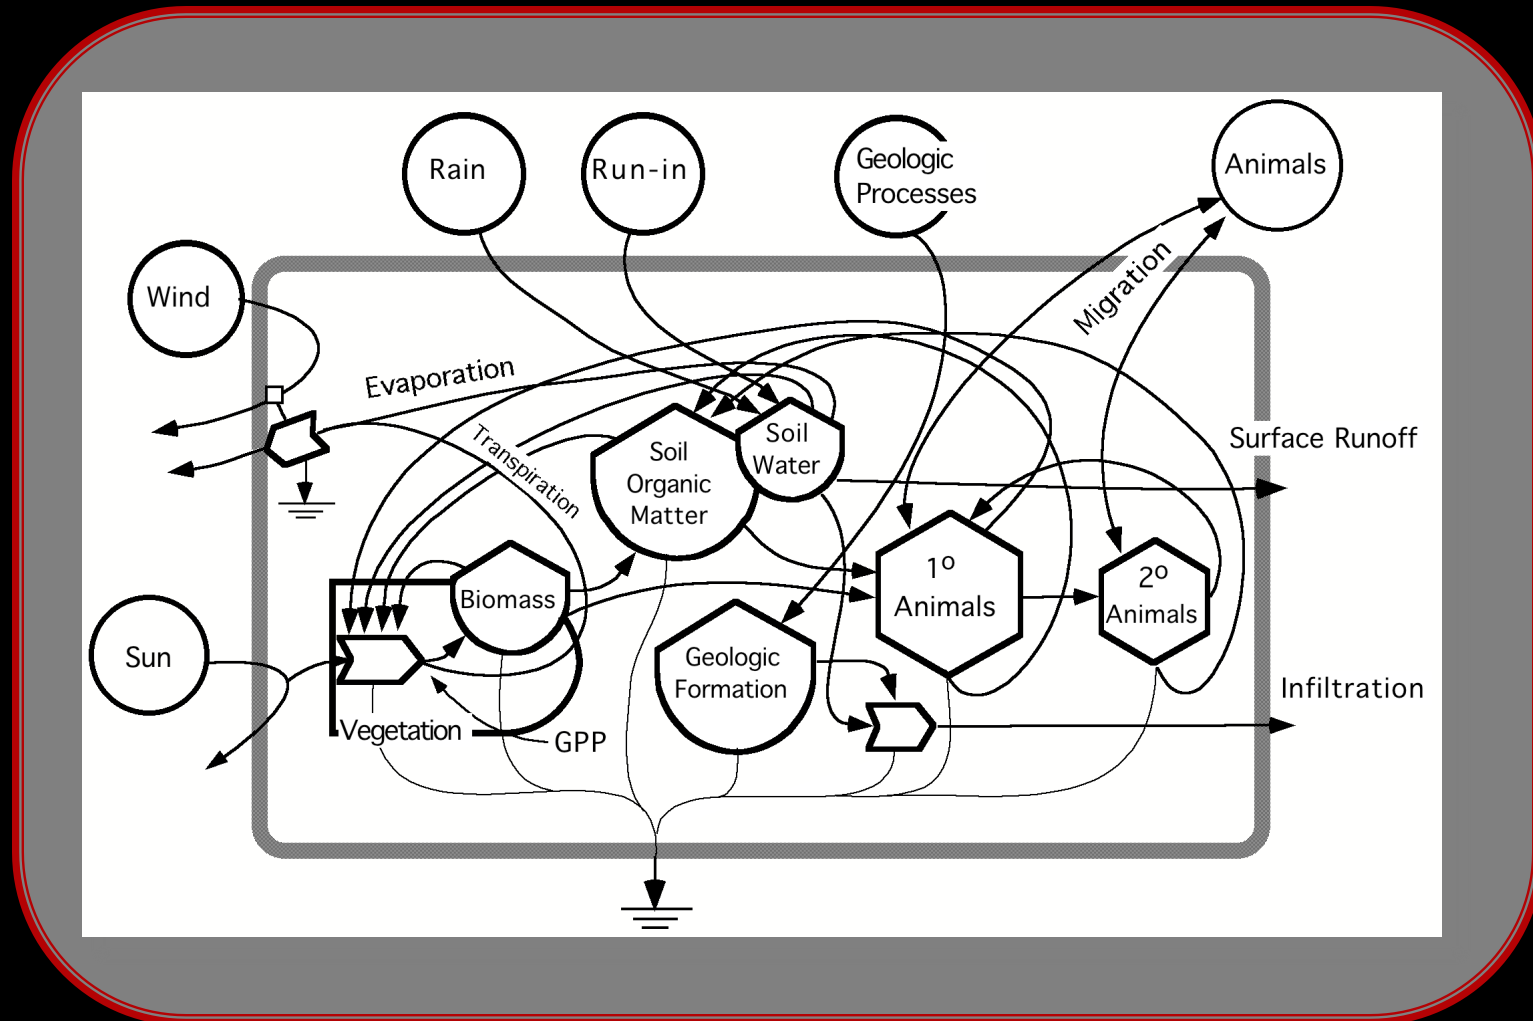 Rain
Run-in
Geologic
Processes
Animals
Wind
Migration
Evaporation
Transpiration
Soil
Organic
Matter
Soil
Water
Surface Runoff
Biomass
1º
Animals
2º
Animals
Sun
Geologic
Formation
Infiltration
Vegetation
GPP